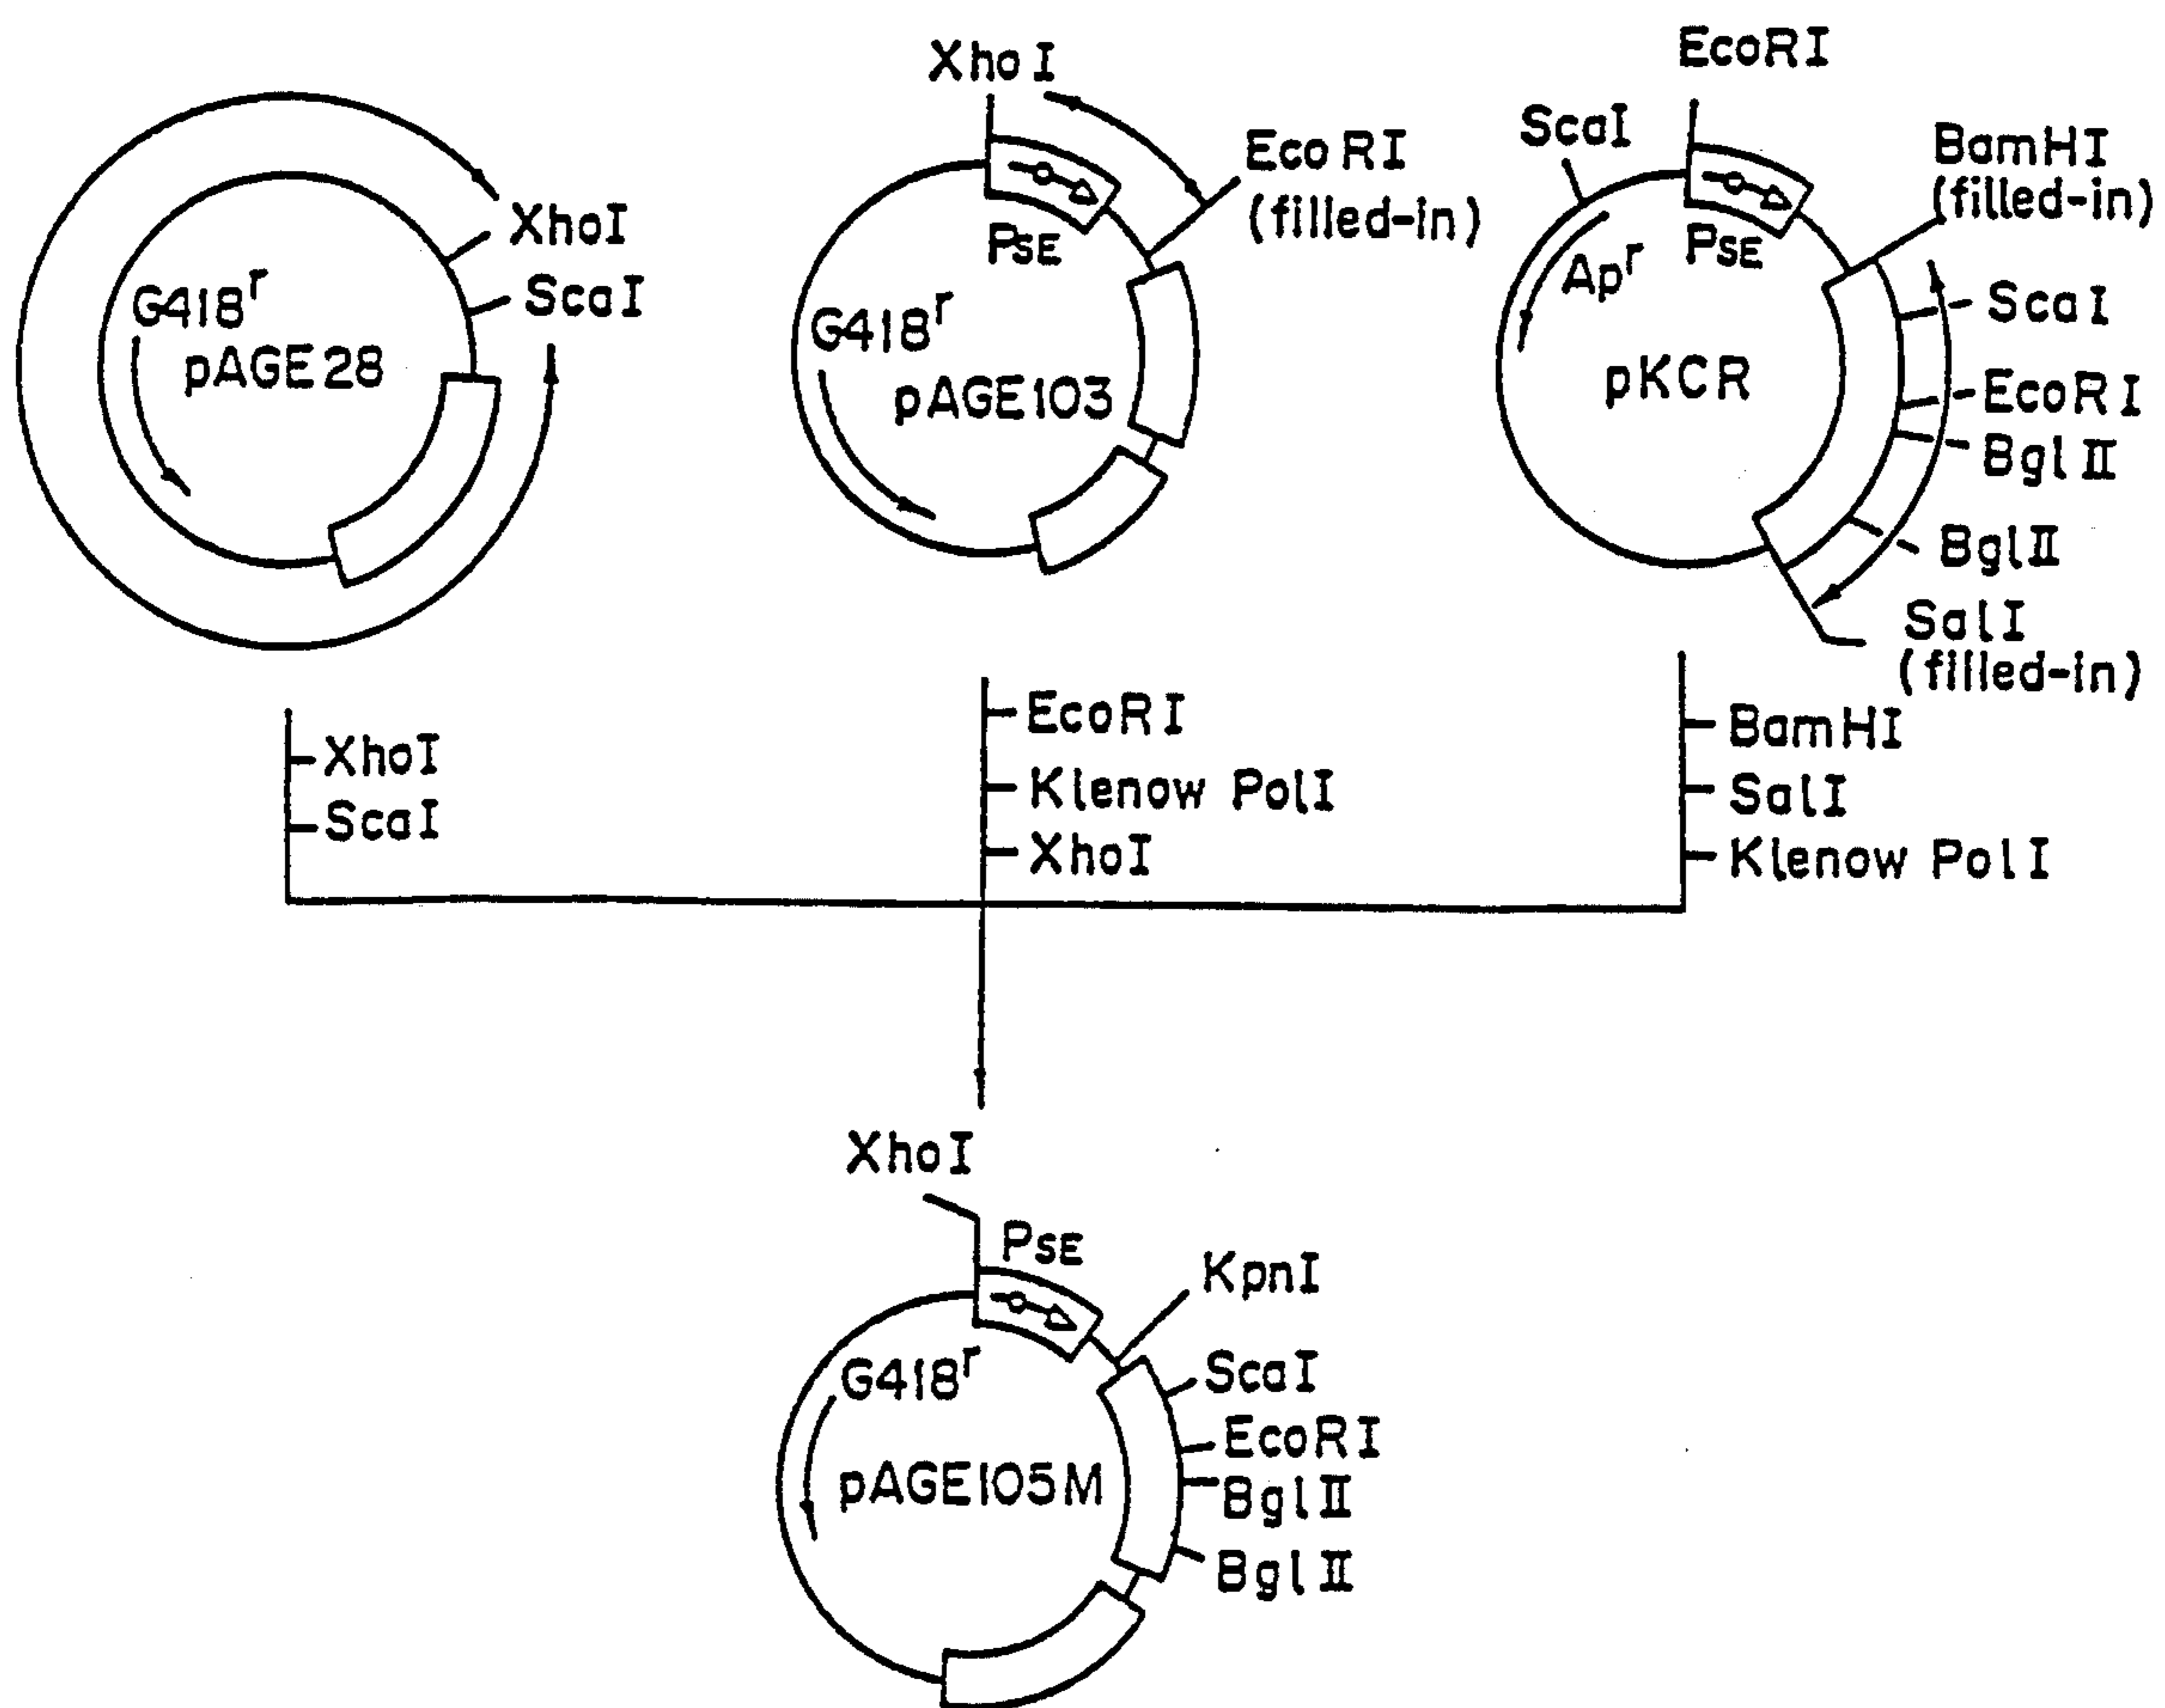 XhoI
ScaI
G418r
pAGE28
XhoI
EcoRI
(filled-in)
PSE
G418r
pAGE103
EcoRI
ScaI
BamHI
(filled-in)
PSE
Apr
pKCR
ScaI
EcoRI
BglII
BglII
SalI
(filled-in)
XhoI
ScaI
EcoRI
Klenow PolI
XhoI
BamHI
SalI
Klenow PolI
XhoI
PSE
KpnI
G418r
ScaI
EcoRI
pAGE105M
BglII
BglII